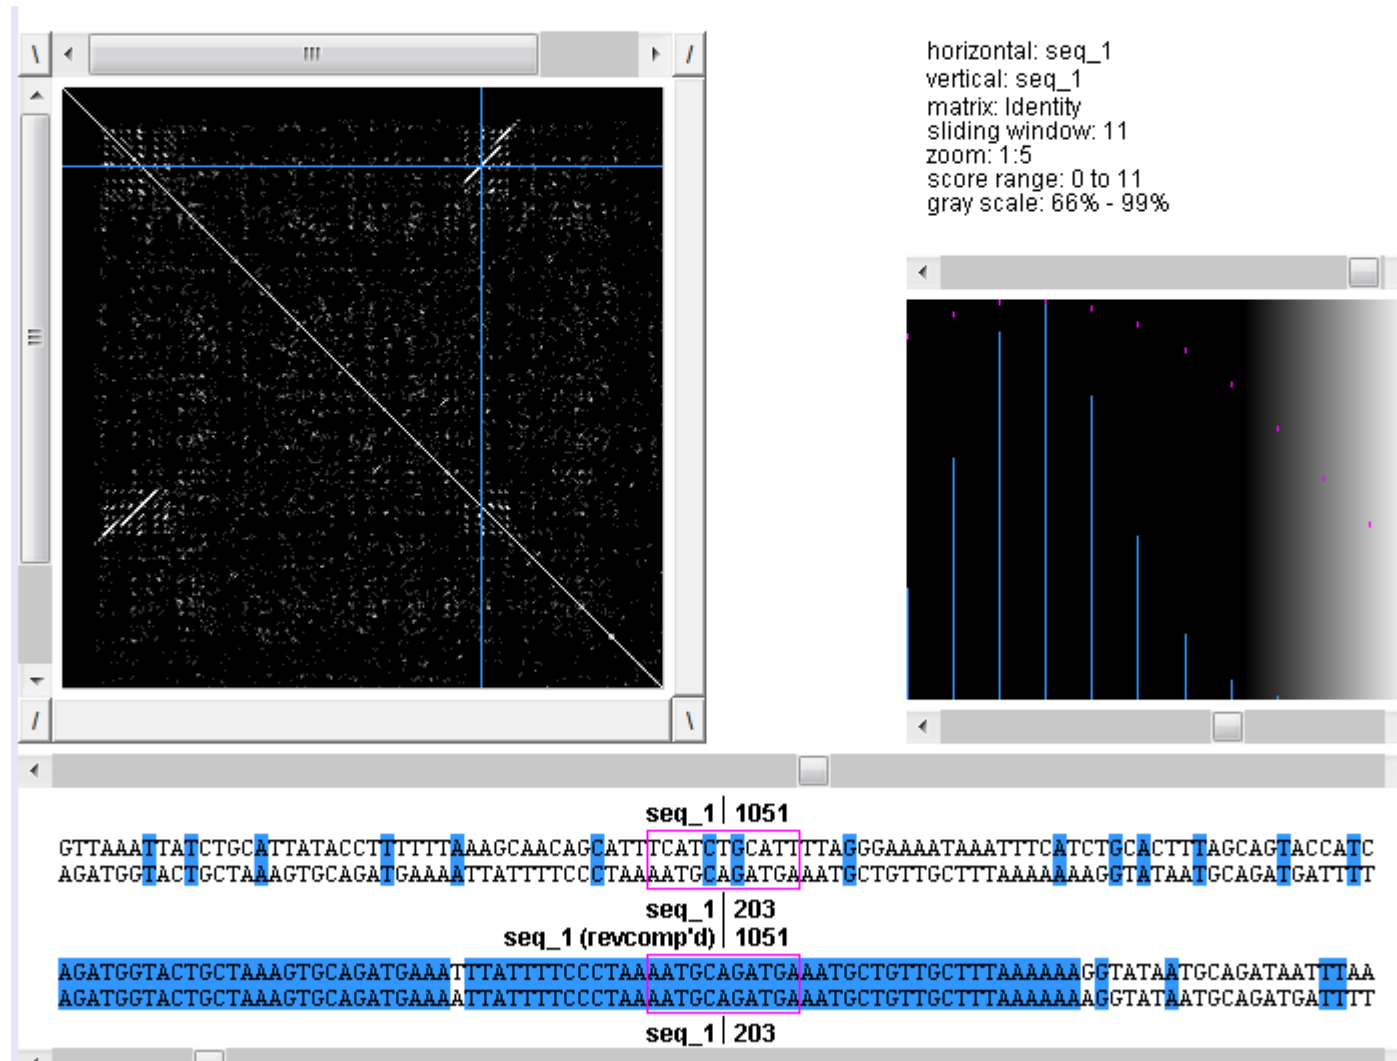 \
/
horizontal: seq_1
vertical: seq_1
matrix: Identity
sliding window: 11
zoom: 1:5
score range: 0 to 11
gray scale: 66% - 99%
/
\
seq_1 | 1051
GTTAAATTATCTGCATTATACCTTTTTTAAAGCAACAGCATTTCATCTGCATTTTAGGGAAAATAAATTTCATCTGCACTTTAGCAGTACCATC
AGATGGTACTGCTAAAGTGCAGATGAAAATTATTTTCCCTAAAATGCAGATGAAATGCTGTTGCTTTAAAAAAAGGTATAATGCAGATGATTTT
seq_1 | 203
seq_1 (revcomp'd) | 1051
AGATGGTACTGCTAAAGTGCAGATGAAATTTATTTTCCCTAAAATGCAGATGAAATGCTGTTGCTTTAAAAAAGGTATAATGCAGATAATTTAA
AGATGGTACTGCTAAAGTGCAGATGAAAATTATTTTCCCTAAAATGCAGATGAAATGCTGTTGCTTTAAAAAAAGGTATAATGCAGATGATTTT
seq_1 | 203